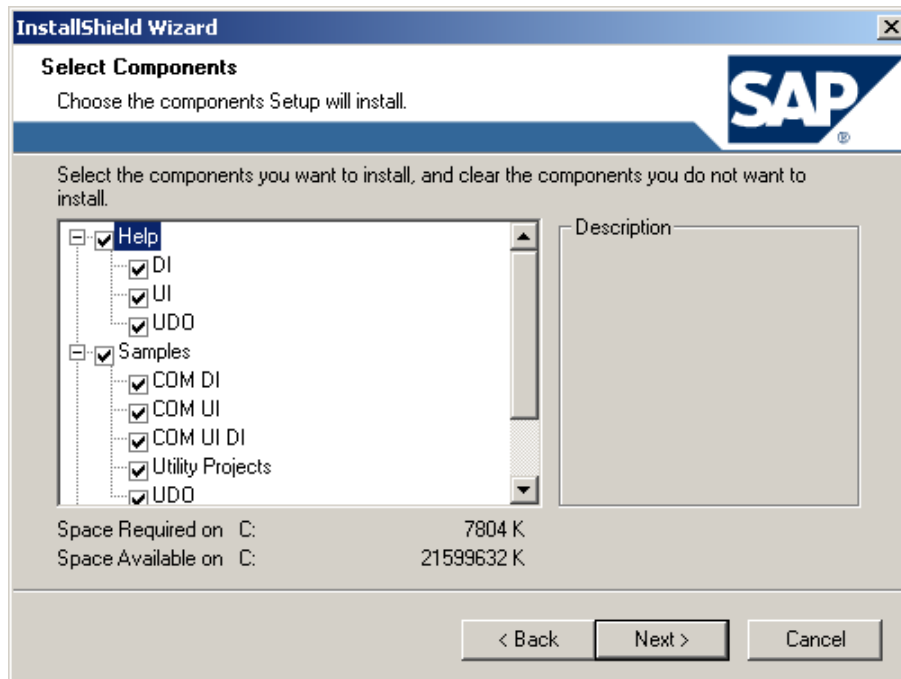 InstallShield Wizard
Select Components
Choose the components Setup will install.
SAP
®
Select the components you want to install, and clear the components you do not want to
install.
Help
DI
UI
UDO
Samples
COM DI
COM UI
COM UI DI
Utility Projects
UDO
Description
Space Required on C: 7804 K
Space Available on C: 21599632 K
< Back
Next >
Cancel